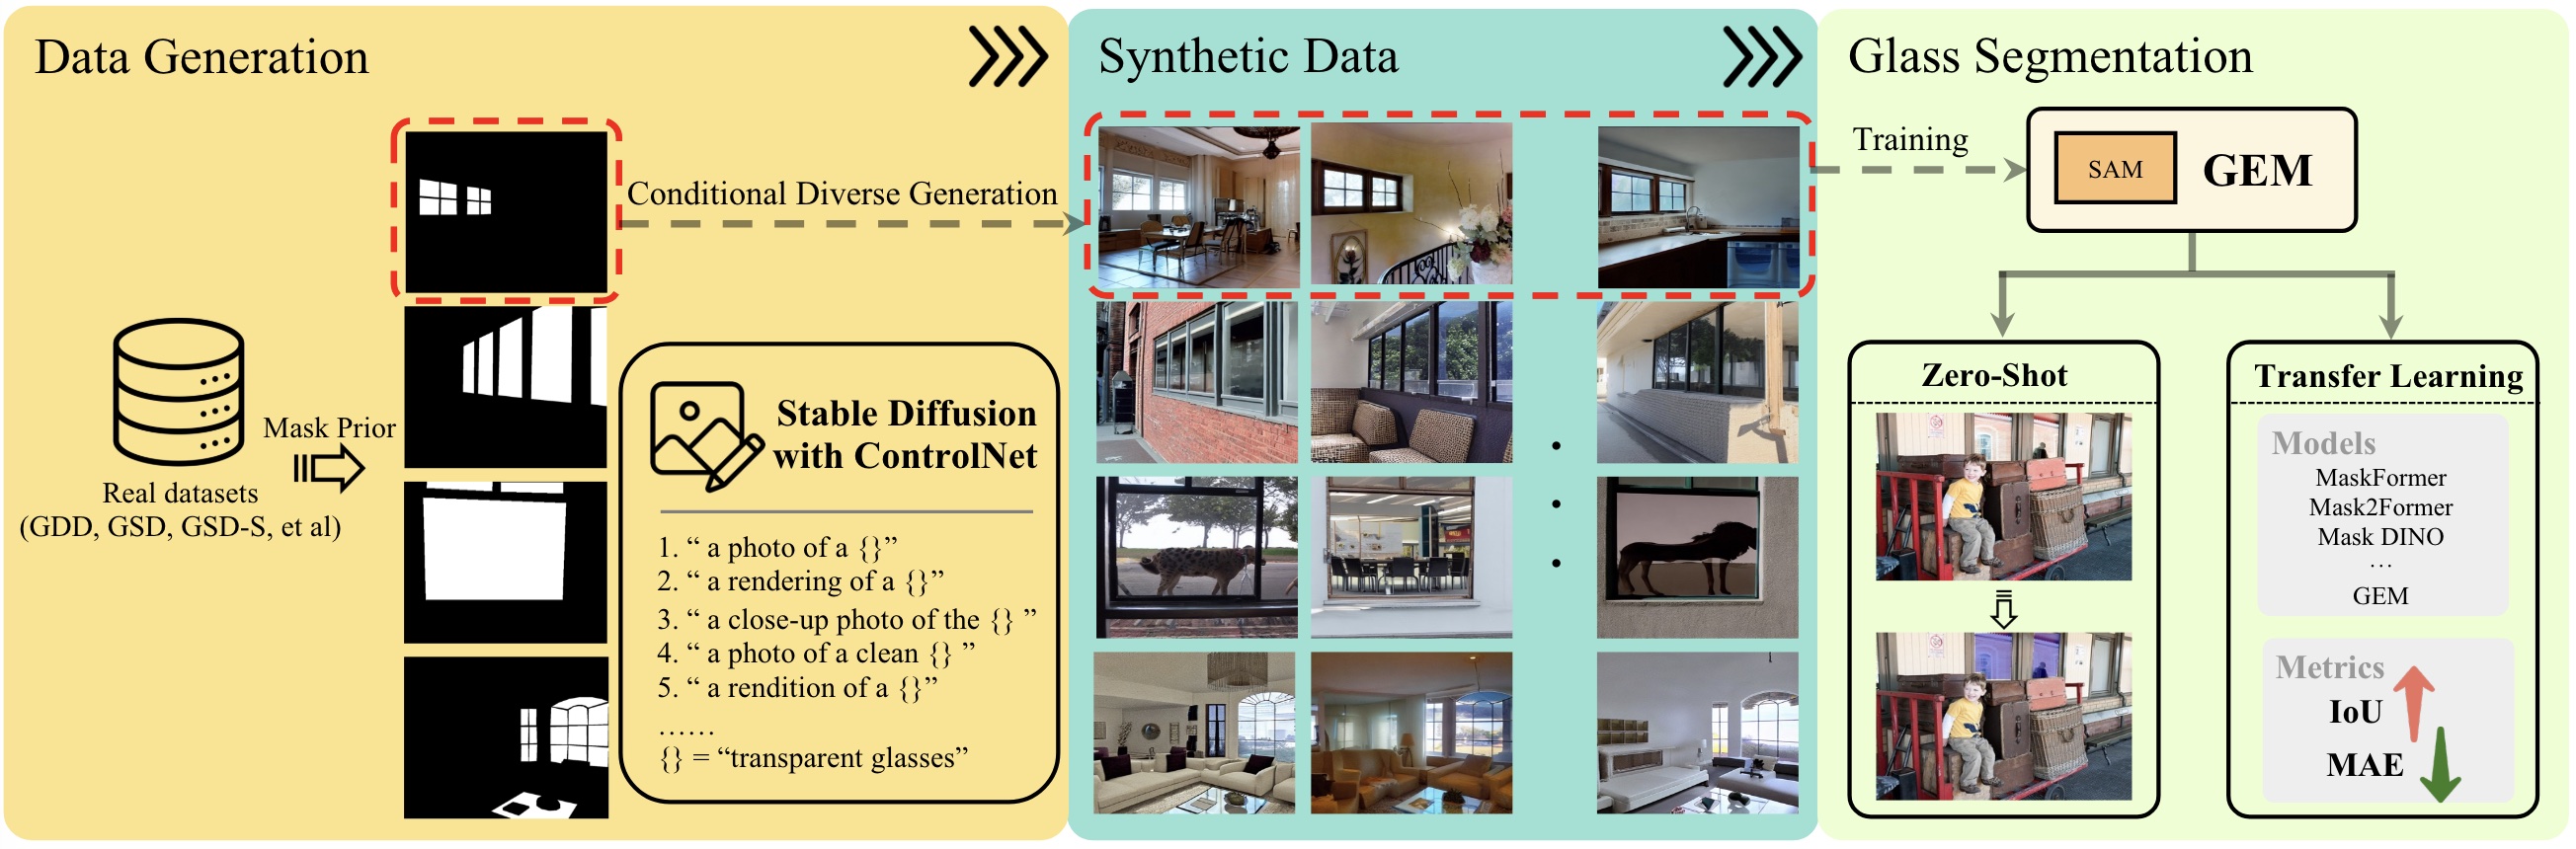 Data Generation
Conditional Diverse Generation
Mask Prior
Real datasets
(GDD, GSD, GSD-S, et al)
Stable Diffusion
with ControlNet
1. “ a photo of a {}”
2. “ a rendering of a {}”
3. “ a close-up photo of the {} ”
4. “ a photo of a clean {} ”
5. “ a rendition of a {}”
……
{} = “transparent glasses”
Synthetic Data
Glass Segmentation
Training
SAM
GEM
Zero-Shot
Transfer Learning
Models
MaskFormer
Mask2Former
Mask DINO
…
GEM
Metrics
IoU
MAE